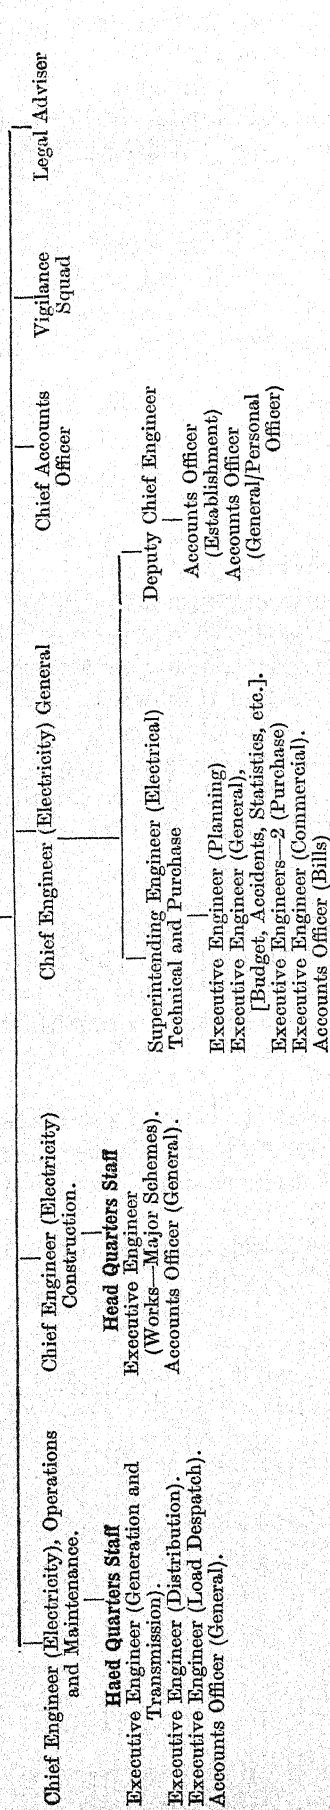 Chief Engineer (Electricity), Operations
and Maintenance.
Haed Quarters Staff
Executive Engineer (Generation and
Transmission).
Executive Engineer (Distribution).
Executive Engineer (Load Despatch).
Accounts Officer (General).
Chief Engineer (Electricity)
Construction.
Head Quarters Staff
Executive Engineer
(Works—Major Schemes).
Accounts Officer (General).
Chief Engineer (Electricity) General
Superintending Engineer (Electrical)
Technical and Purchase
Executive Engineer (Planning)
Executive Engineer (General),
[Budget, Accidents, Statistics, etc.].
Executive Engineers—2 (Purchase)
Executive Engineer (Commercial).
Accounts Officer (Bills)
Deputy Chief Engineer
Accounts Officer
(Establishment)
Accounts Officer
(General/Personal
Officer)
Chief Accounts
Officer
Vigilance
Squad
Legal Adviser